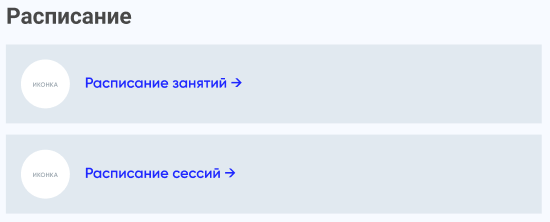 Расписание
ИКОНКА
Расписание занятий →
ИКОНКА
Расписание сессий →